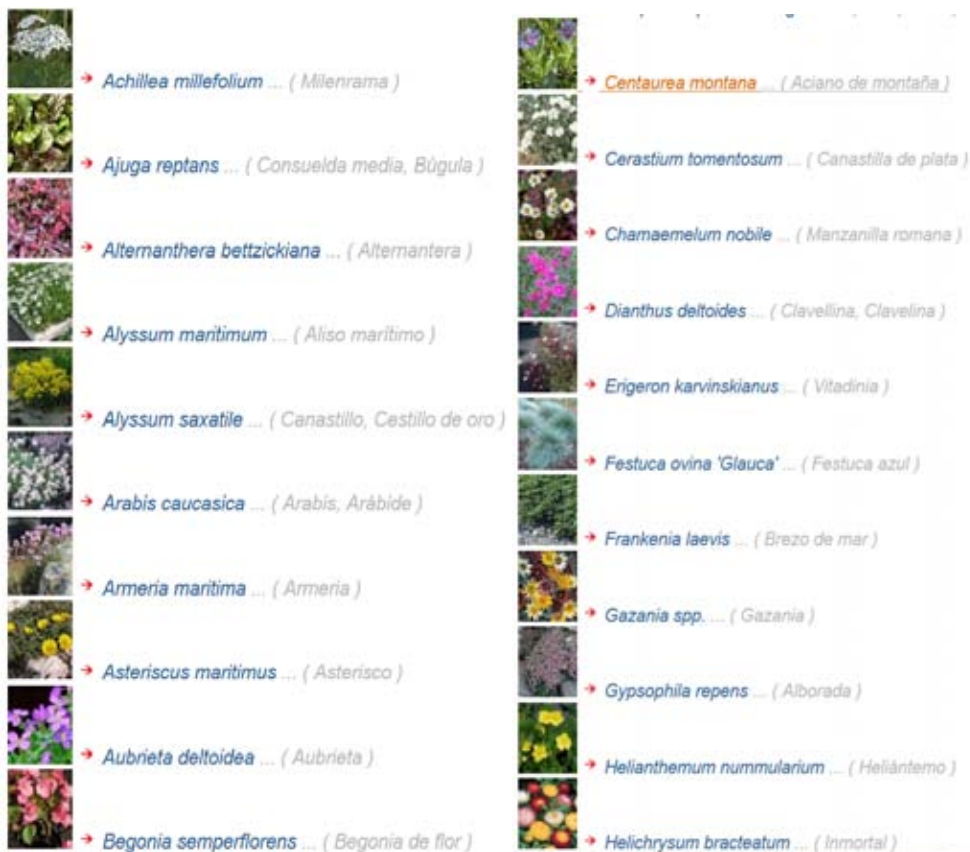 Achillea millefolium ... ( Milenrama )
Ajuga reptans ... ( Consuelda media, Búgula )
Alternanthera bettzickiana ... ( Alternantera )
Alyssum maritimum ... ( Aliso marítimo )
Alyssum saxatile ... ( Canastillo, Cestillo de oro )
Arabis caucasica ... ( Arabis, Arábide )
Armeria maritima ... ( Armeria )
Asteriscus maritimus ... ( Asterisco )
Aubrieta deltoidea ... ( Aubrieta )
Begonia semperflorens ... ( Begonia de flor )
Centaurea montana ... ( Aciano de montaña )
Cerastium tomentosum ... ( Canastilla de plata )
Chamaemelum nobile ... ( Manzanilla romana )
Dianthus deltoides ... ( Clavellina, Clavelina )
Erigeron karvinskianus ... ( Vitadinia )
Festuca ovina 'Glauca' ... ( Festuca azul )
Frankenia laevis ... ( Brezo de mar )
Gazania spp. ... ( Gazania )
Gypsophila repens ... ( Alborada )
Helianthemum nummularium ... ( Heliántemo )
Helichrysum bracteatum ... ( Inmortal )